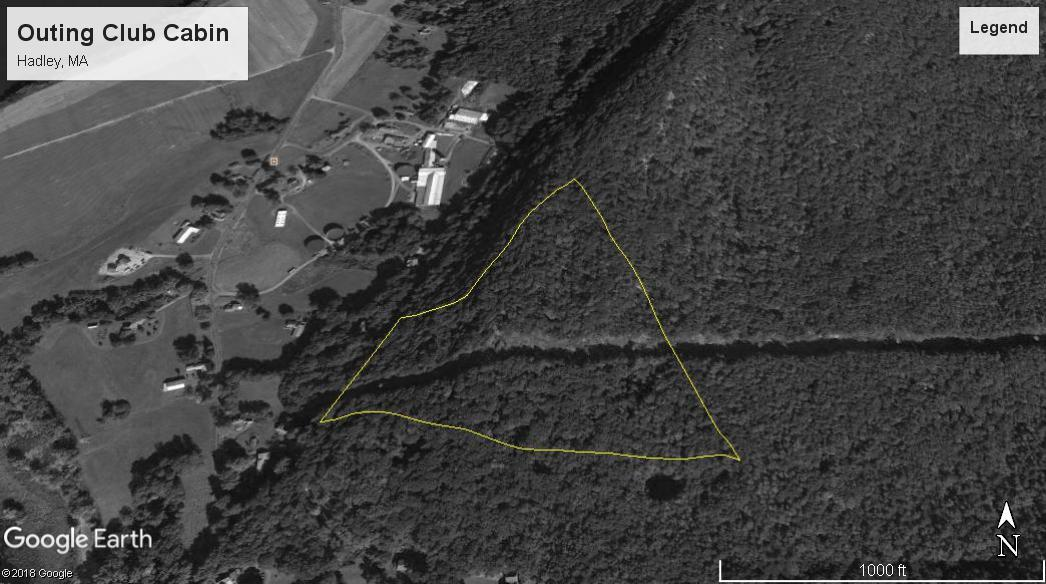 Outing Club Cabin
Hadley, MA
Legend
Google Earth
©2018 Google
1000 ft
N